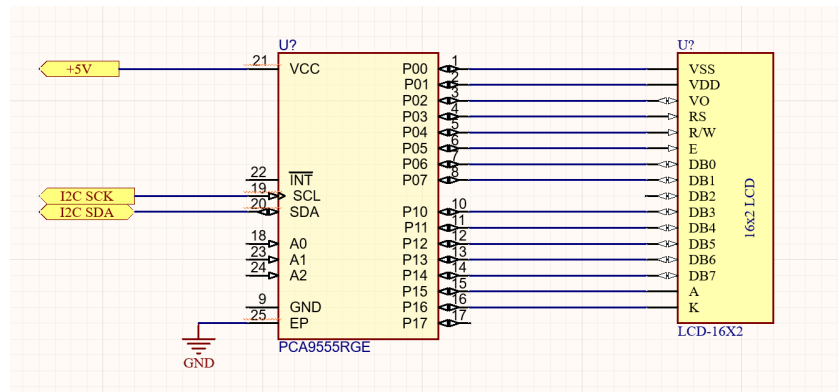 U?
U?
+5V
21 VCC P00 1 VSS
P01 2 VDD
P02 3 VO
P03 4 RS
P04 5 R/W
P05 6 E
22 INT P06 7 DB0
I2C SCK 19 SCL P07 8 DB1
DB2
I2C SDA 20 SDA P10 10 DB3
P11 11 DB4
18 A0 P12 12 DB5
23 A1 P13 13 DB6
24 A2 P14 14 DB7
P15 15 A
9 GND P16 16 K
25 EP P17 17
16x2 LCD
LCD-16X2
PCA9555RGE
GND